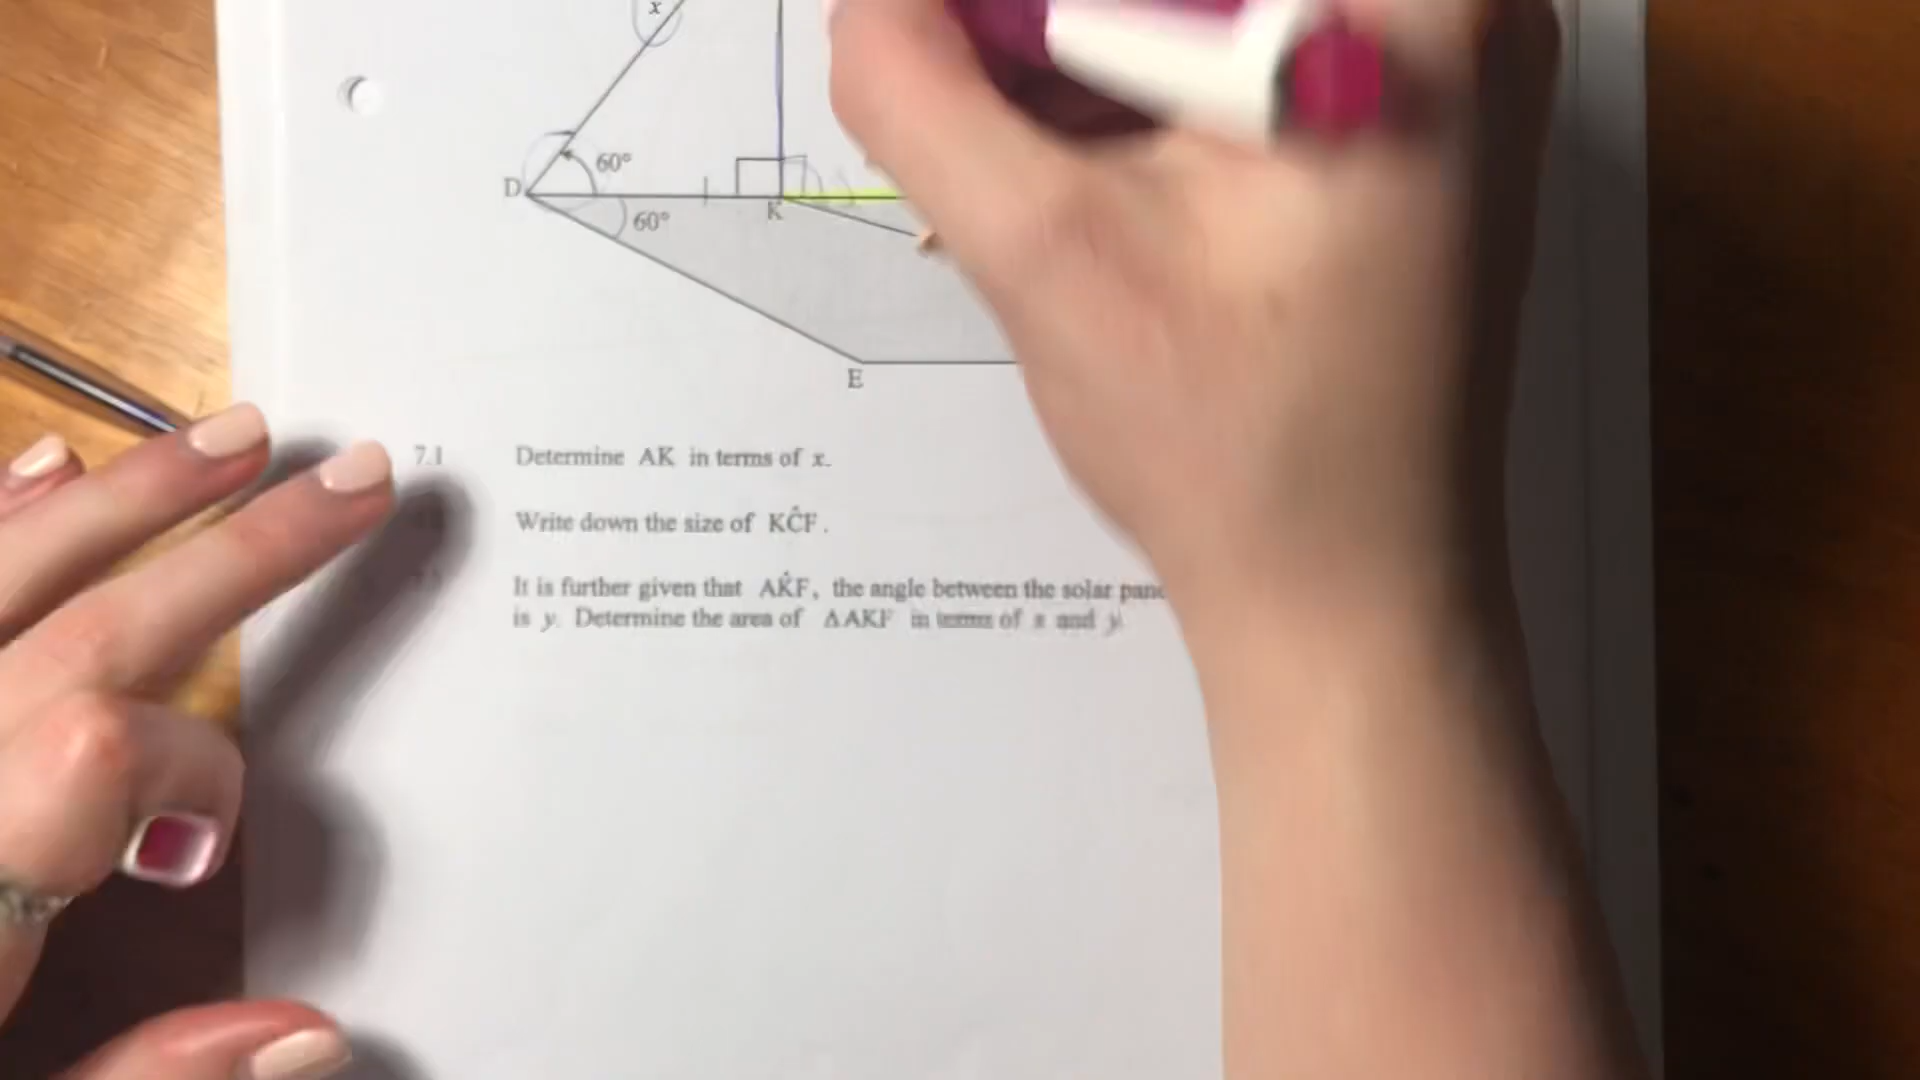 x
60°
D
K
60°
E
7.1 Determine AK in terms of x.
Write down the size of KĈF.
It is further given that AK̂F, the angle between the solar
is y. Determine the area of ΔAKF in terms of x and y